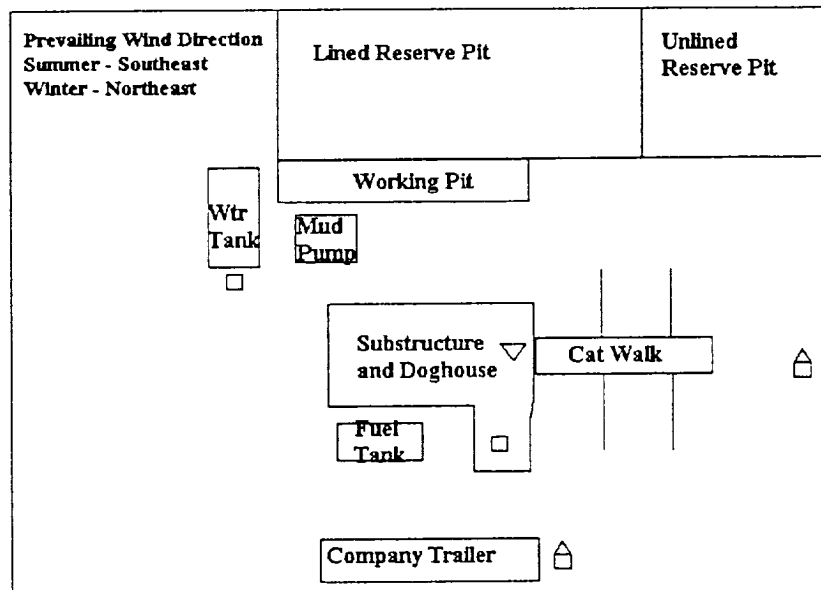 Prevailing Wind Direction
Summer - Southeast
Winter - Northeast
Lined Reserve Pit
Unlined
Reserve Pit
Working Pit
Wtr
Tank
Mud
Pump
Substructure
and Doghouse
Cat Walk
Fuel
Tank
Company Trailer